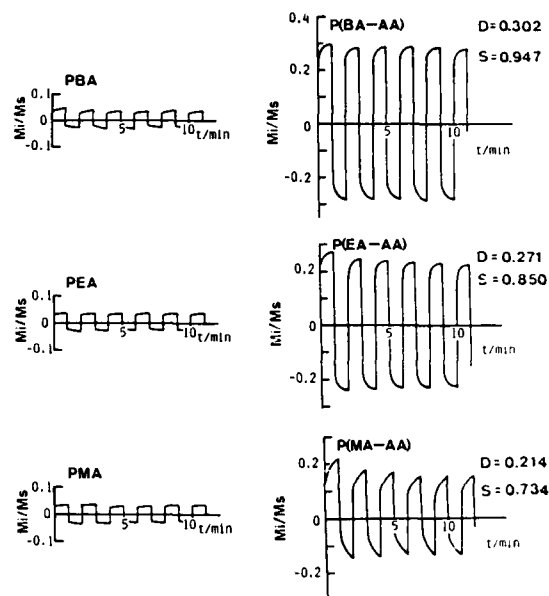 PBA
Mi/Ms
0.1
0
-0.1
5
10
t/min
P(BA-AA)
Mi/Ms
0.4
0.2
0
-0.2
5
10
t/min
D=0.302
S=0.947
PEA
Mi/Ms
0.1
0
-0.1
5
10
t/min
P(EA-AA)
Mi/Ms
0.2
0
-0.2
5
10
t/min
D=0.271
S=0.850
PMA
Mi/Ms
0.1
0
-0.1
5
10
t/min
P(MA-AA)
Mi/Ms
0.2
0
-0.2
5
10
t/min
D=0.214
S=0.734